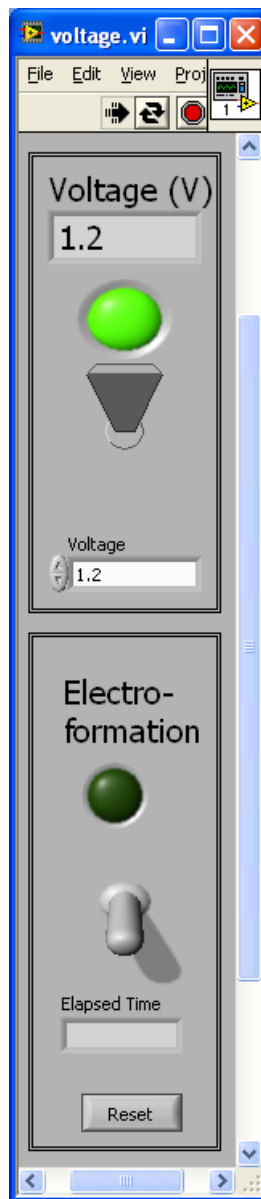 voltage.vi
File Edit View Proj
1
Voltage (V)
1.2
Voltage
1.2
Electro-
formation
Elapsed Time
Reset